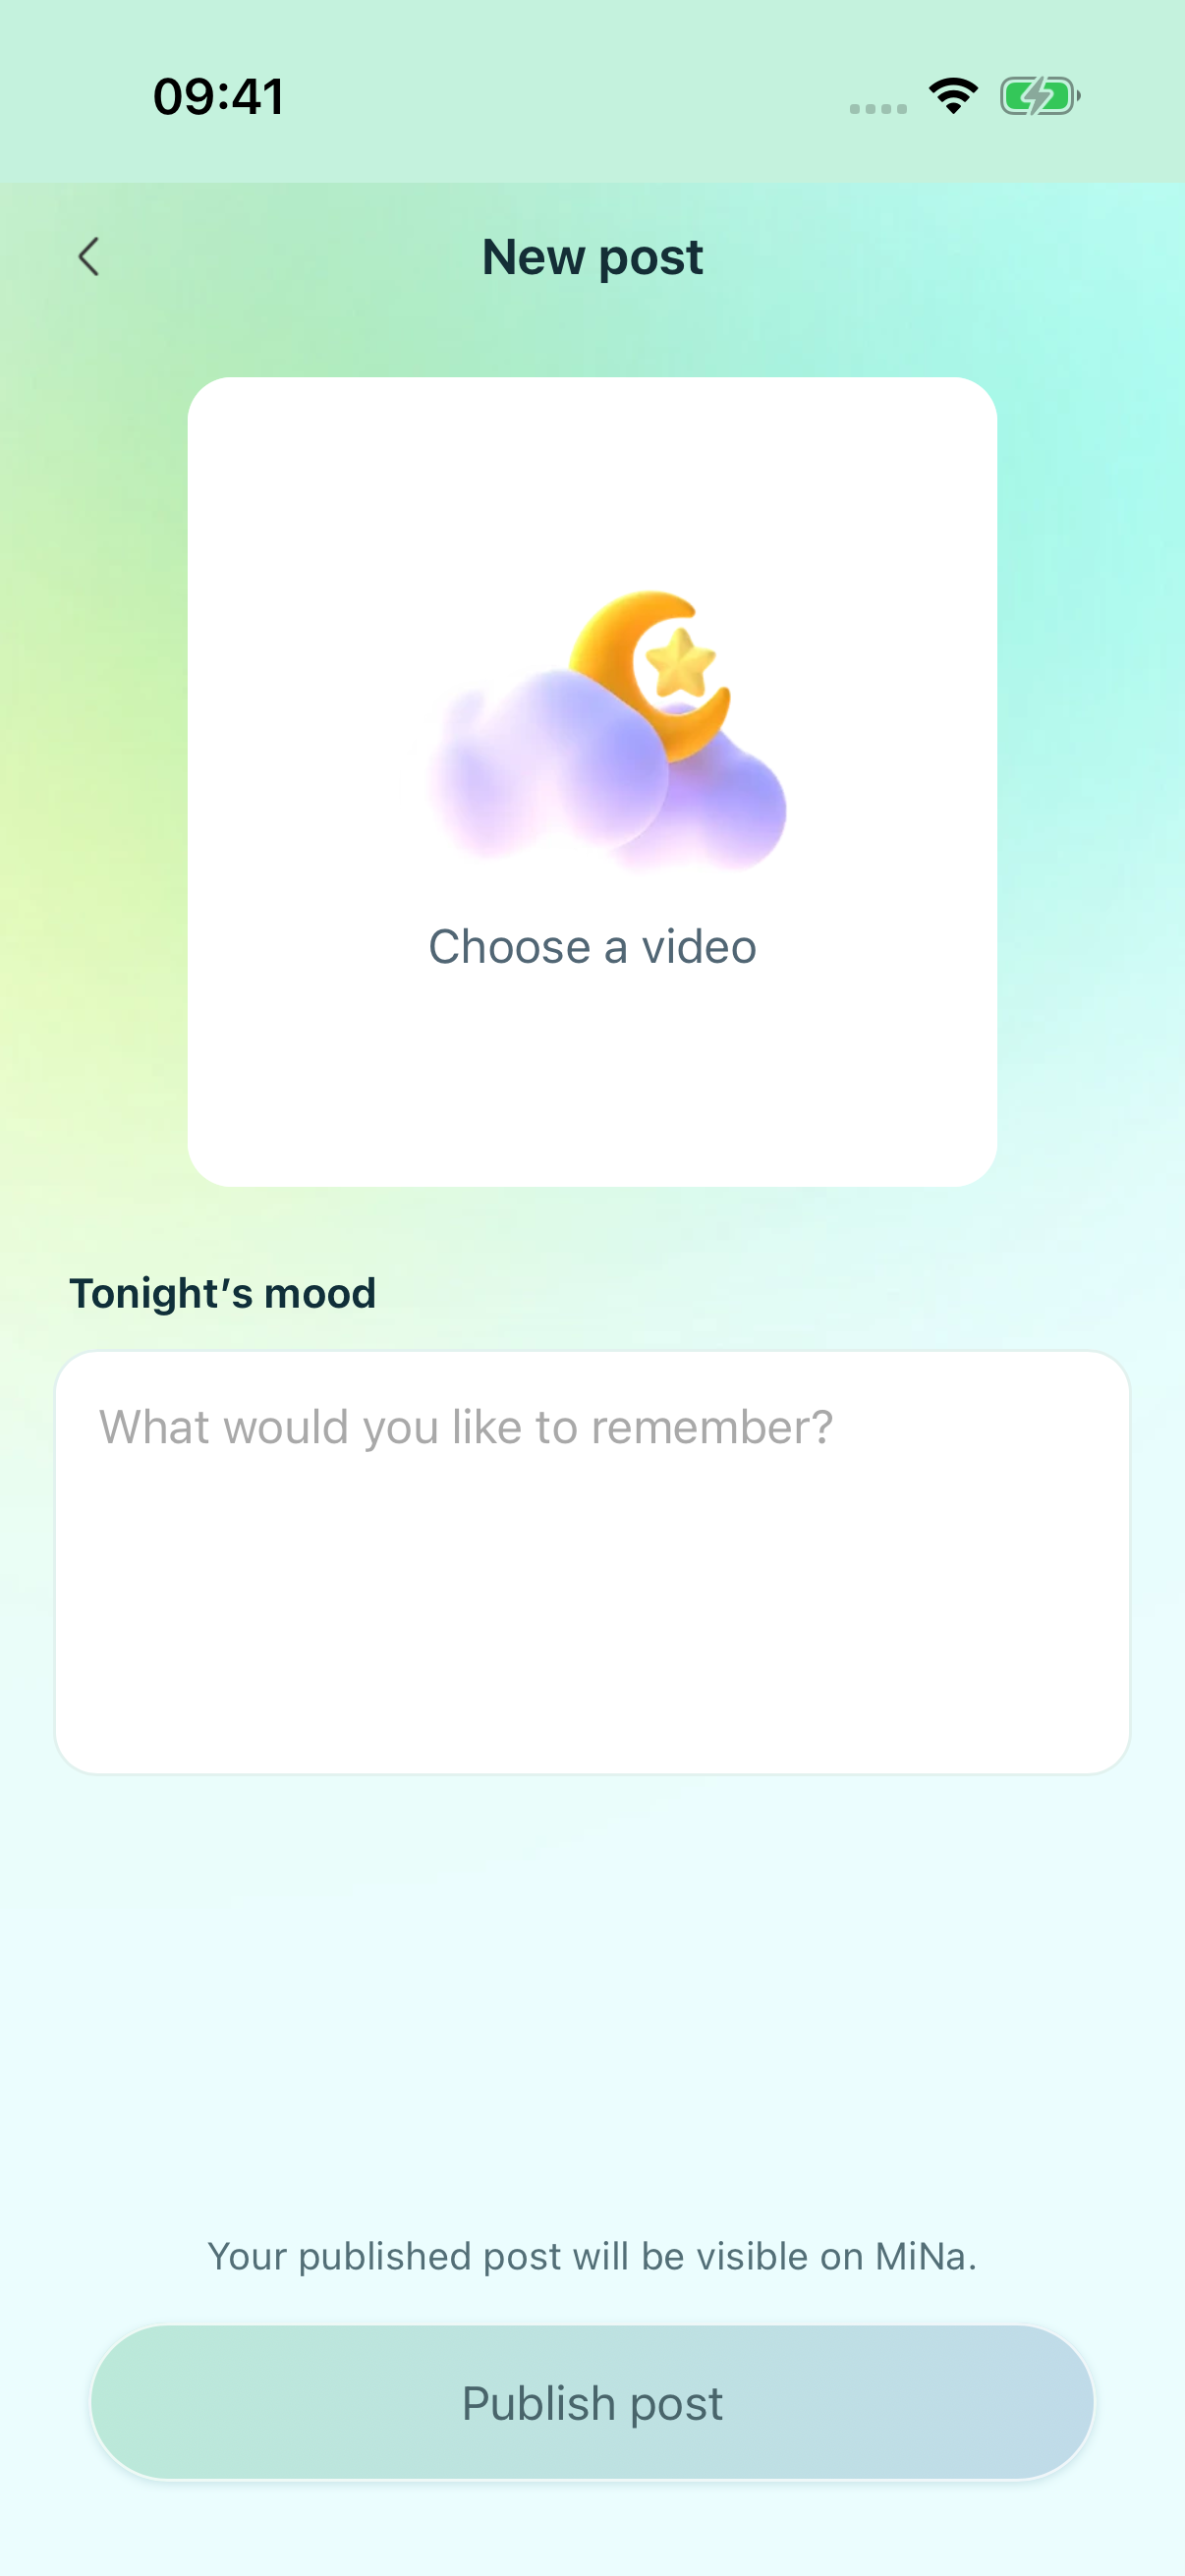 09:41
New post
Choose a video
Tonight’s mood
What would you like to remember?
Your published post will be visible on MiNa.
Publish post